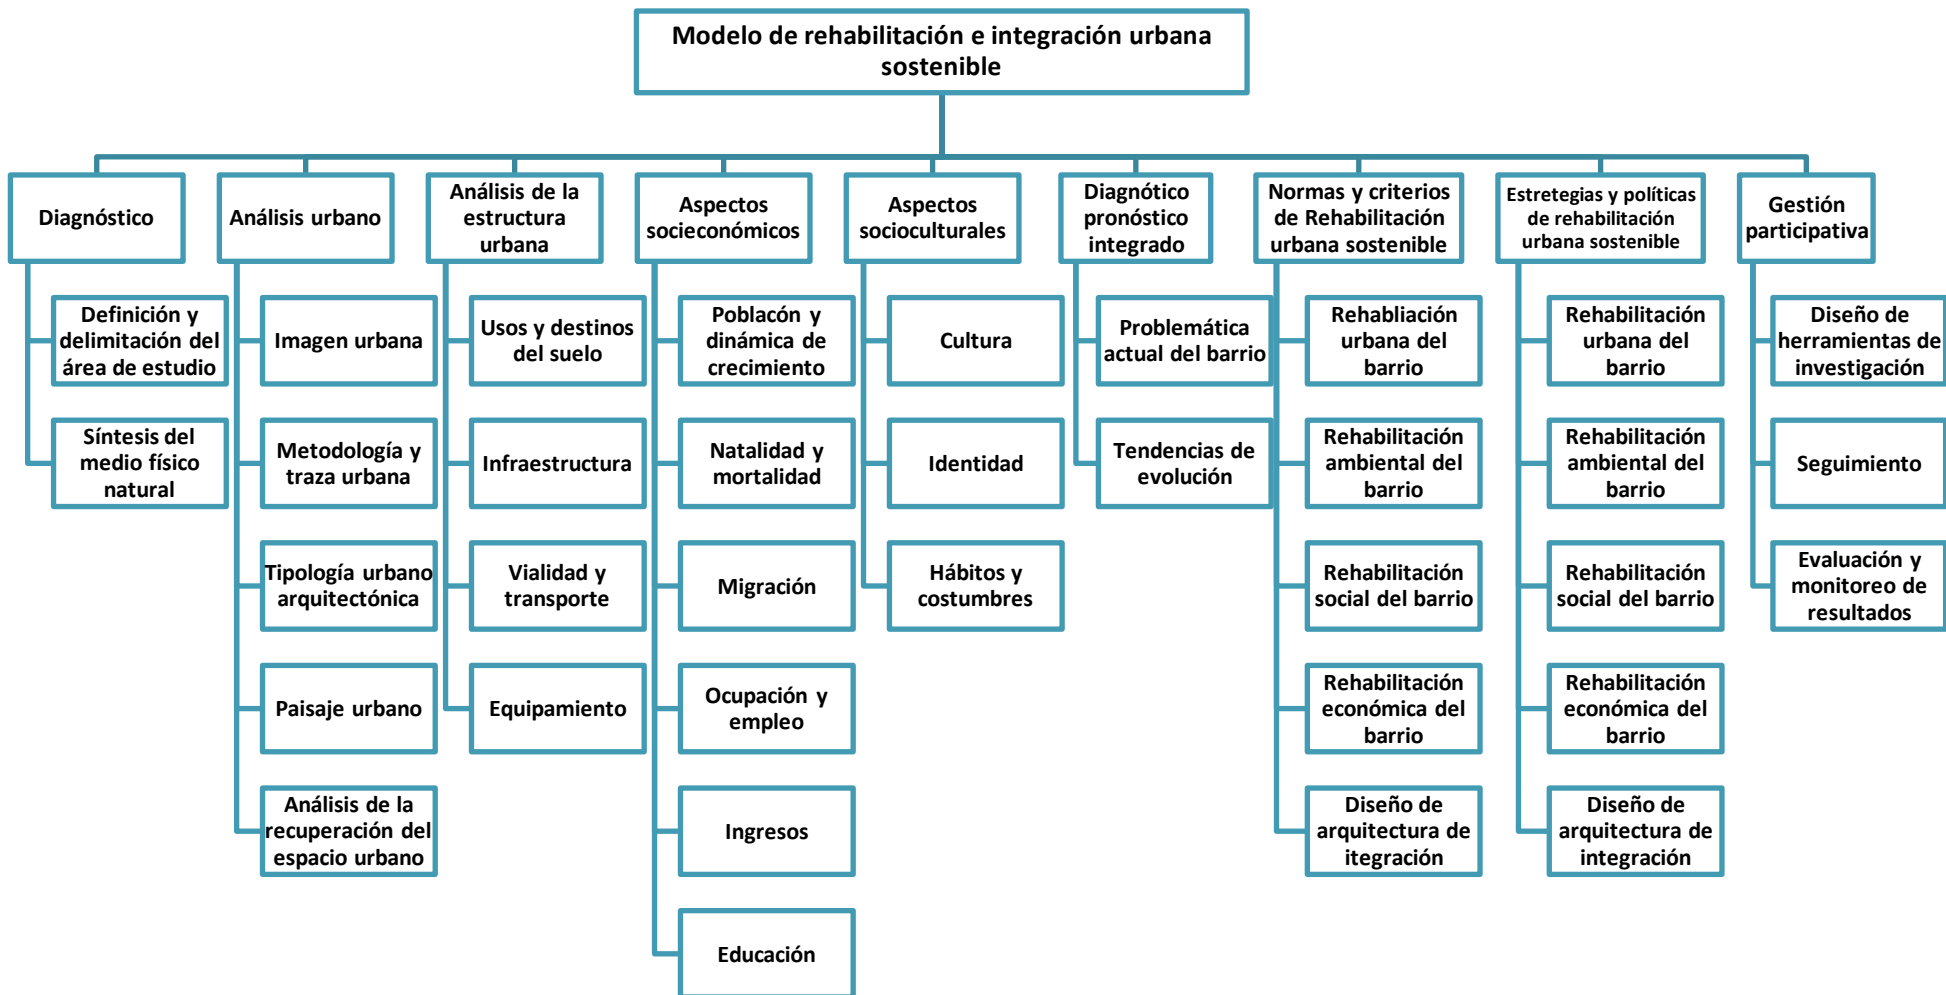 Modelo de rehabilitación e integración urbana
sostenible
Diagnóstico
Definición y
delimitación del
área de estudio
Síntesis del
medio físico
natural
Análisis urbano
Imagen urbana
Metodología y
traza urbana
Tipología urbano
arquitectónica
Paisaje urbano
Análisis de la
recuperación del
espacio urbano
Análisis de la
estructura
urbana
Usos y destinos
del suelo
Infraestructura
Vialidad y
transporte
Equipamiento
Aspectos
socieconómicos
Poblacón y
dinámica de
crecimiento
Natalidad y
mortalidad
Migración
Ocupación y
empleo
Ingresos
Educación
Aspectos
socioculturales
Cultura
Identidad
Hábitos y
costumbres
Diagnótico
pronóstico
integrado
Problemática
actual del barrio
Tendencias de
evolución
Normas y criterios
de Rehabilitación
urbana sostenible
Rehabliación
urbana del
barrio
Rehabilitación
ambiental del
barrio
Rehabilitación
social del barrio
Rehabilitación
económica del
barrio
Diseño de
arquitectura de
itegración
Estretegias y políticas
de rehabilitación
urbana sostenible
Rehabilitación
urbana del
barrio
Rehabilitación
ambiental del
barrio
Rehabilitación
social del barrio
Rehabilitación
económica del
barrio
Diseño de
arquitectura de
integración
Gestión
participativa
Diseño de
herramientas de
investigación
Seguimiento
Evaluación y
monitoreo de
resultados